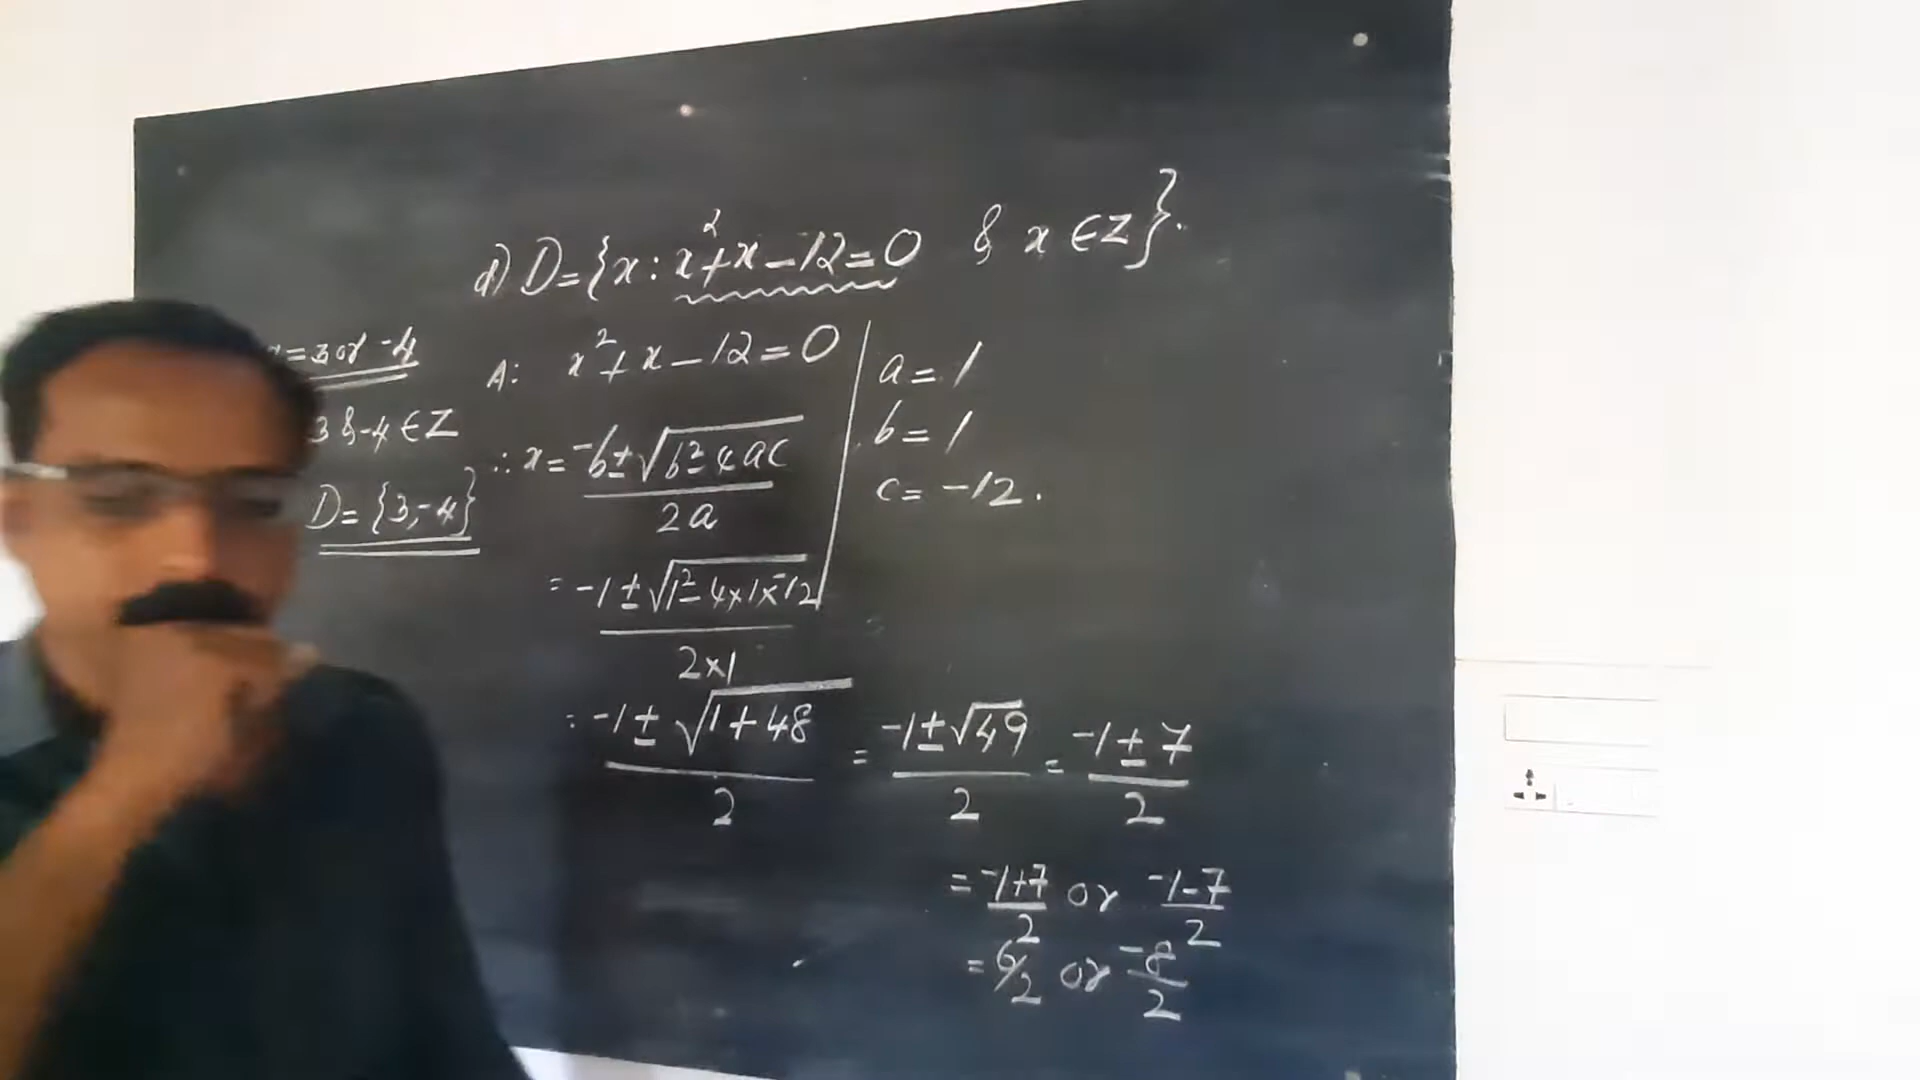 d) D = {x : x² + x − 12 = 0 & x ∈ Z}.
A: x² + x − 12 = 0
a = 1
b = 1
c = −12.
∴ x = (−b ± √(b² − 4ac)) / 2a
= (−1 ± √(1² − 4×1×−12)) / 2×1
= (−1 ± √(1 + 48)) / 2 = (−1 ± √49) / 2 = (−1 ± 7) / 2
= (−1+7)/2 or (−1−7)/2
= 6/2 or −8/2
= 3 or −4
3 & −4 ∈ Z
D = {3, −4}